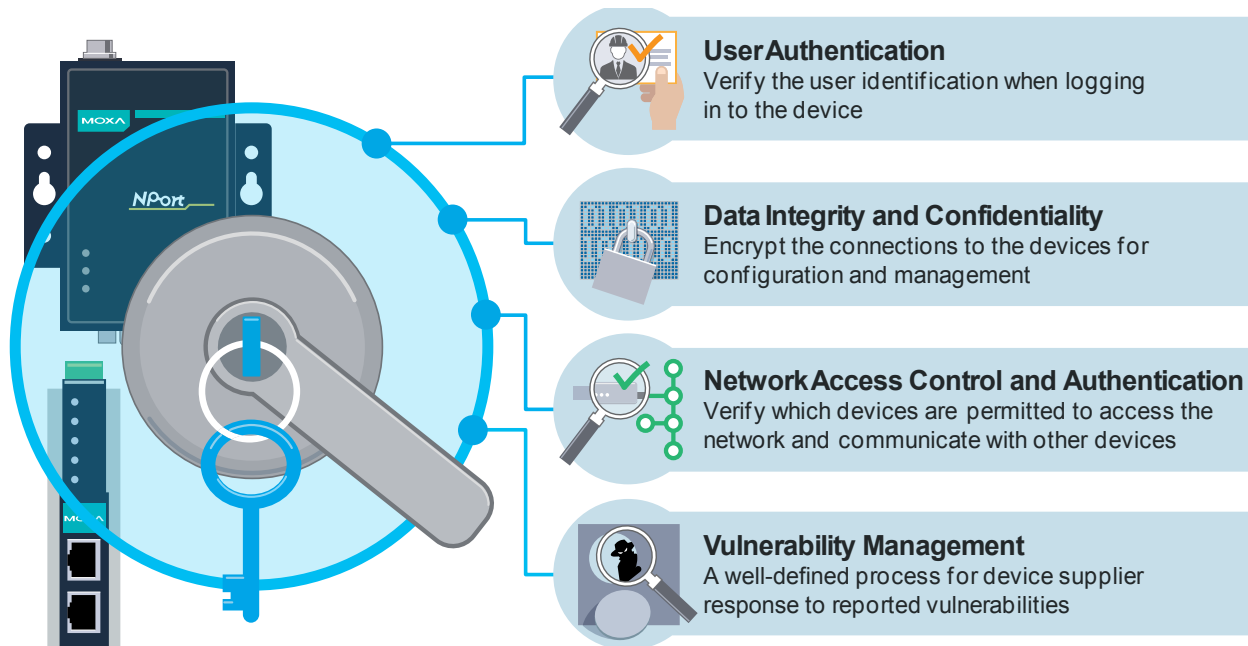 MOXA
NPort
MOXA
User Authentication
Verify the user identification when logging
in to the device
Data Integrity and Confidentiality
Encrypt the connections to the devices for
configuration and management
Network Access Control and Authentication
Verify which devices are permitted to access the
network and communicate with other devices
Vulnerability Management
A well-defined process for device supplier
response to reported vulnerabilities